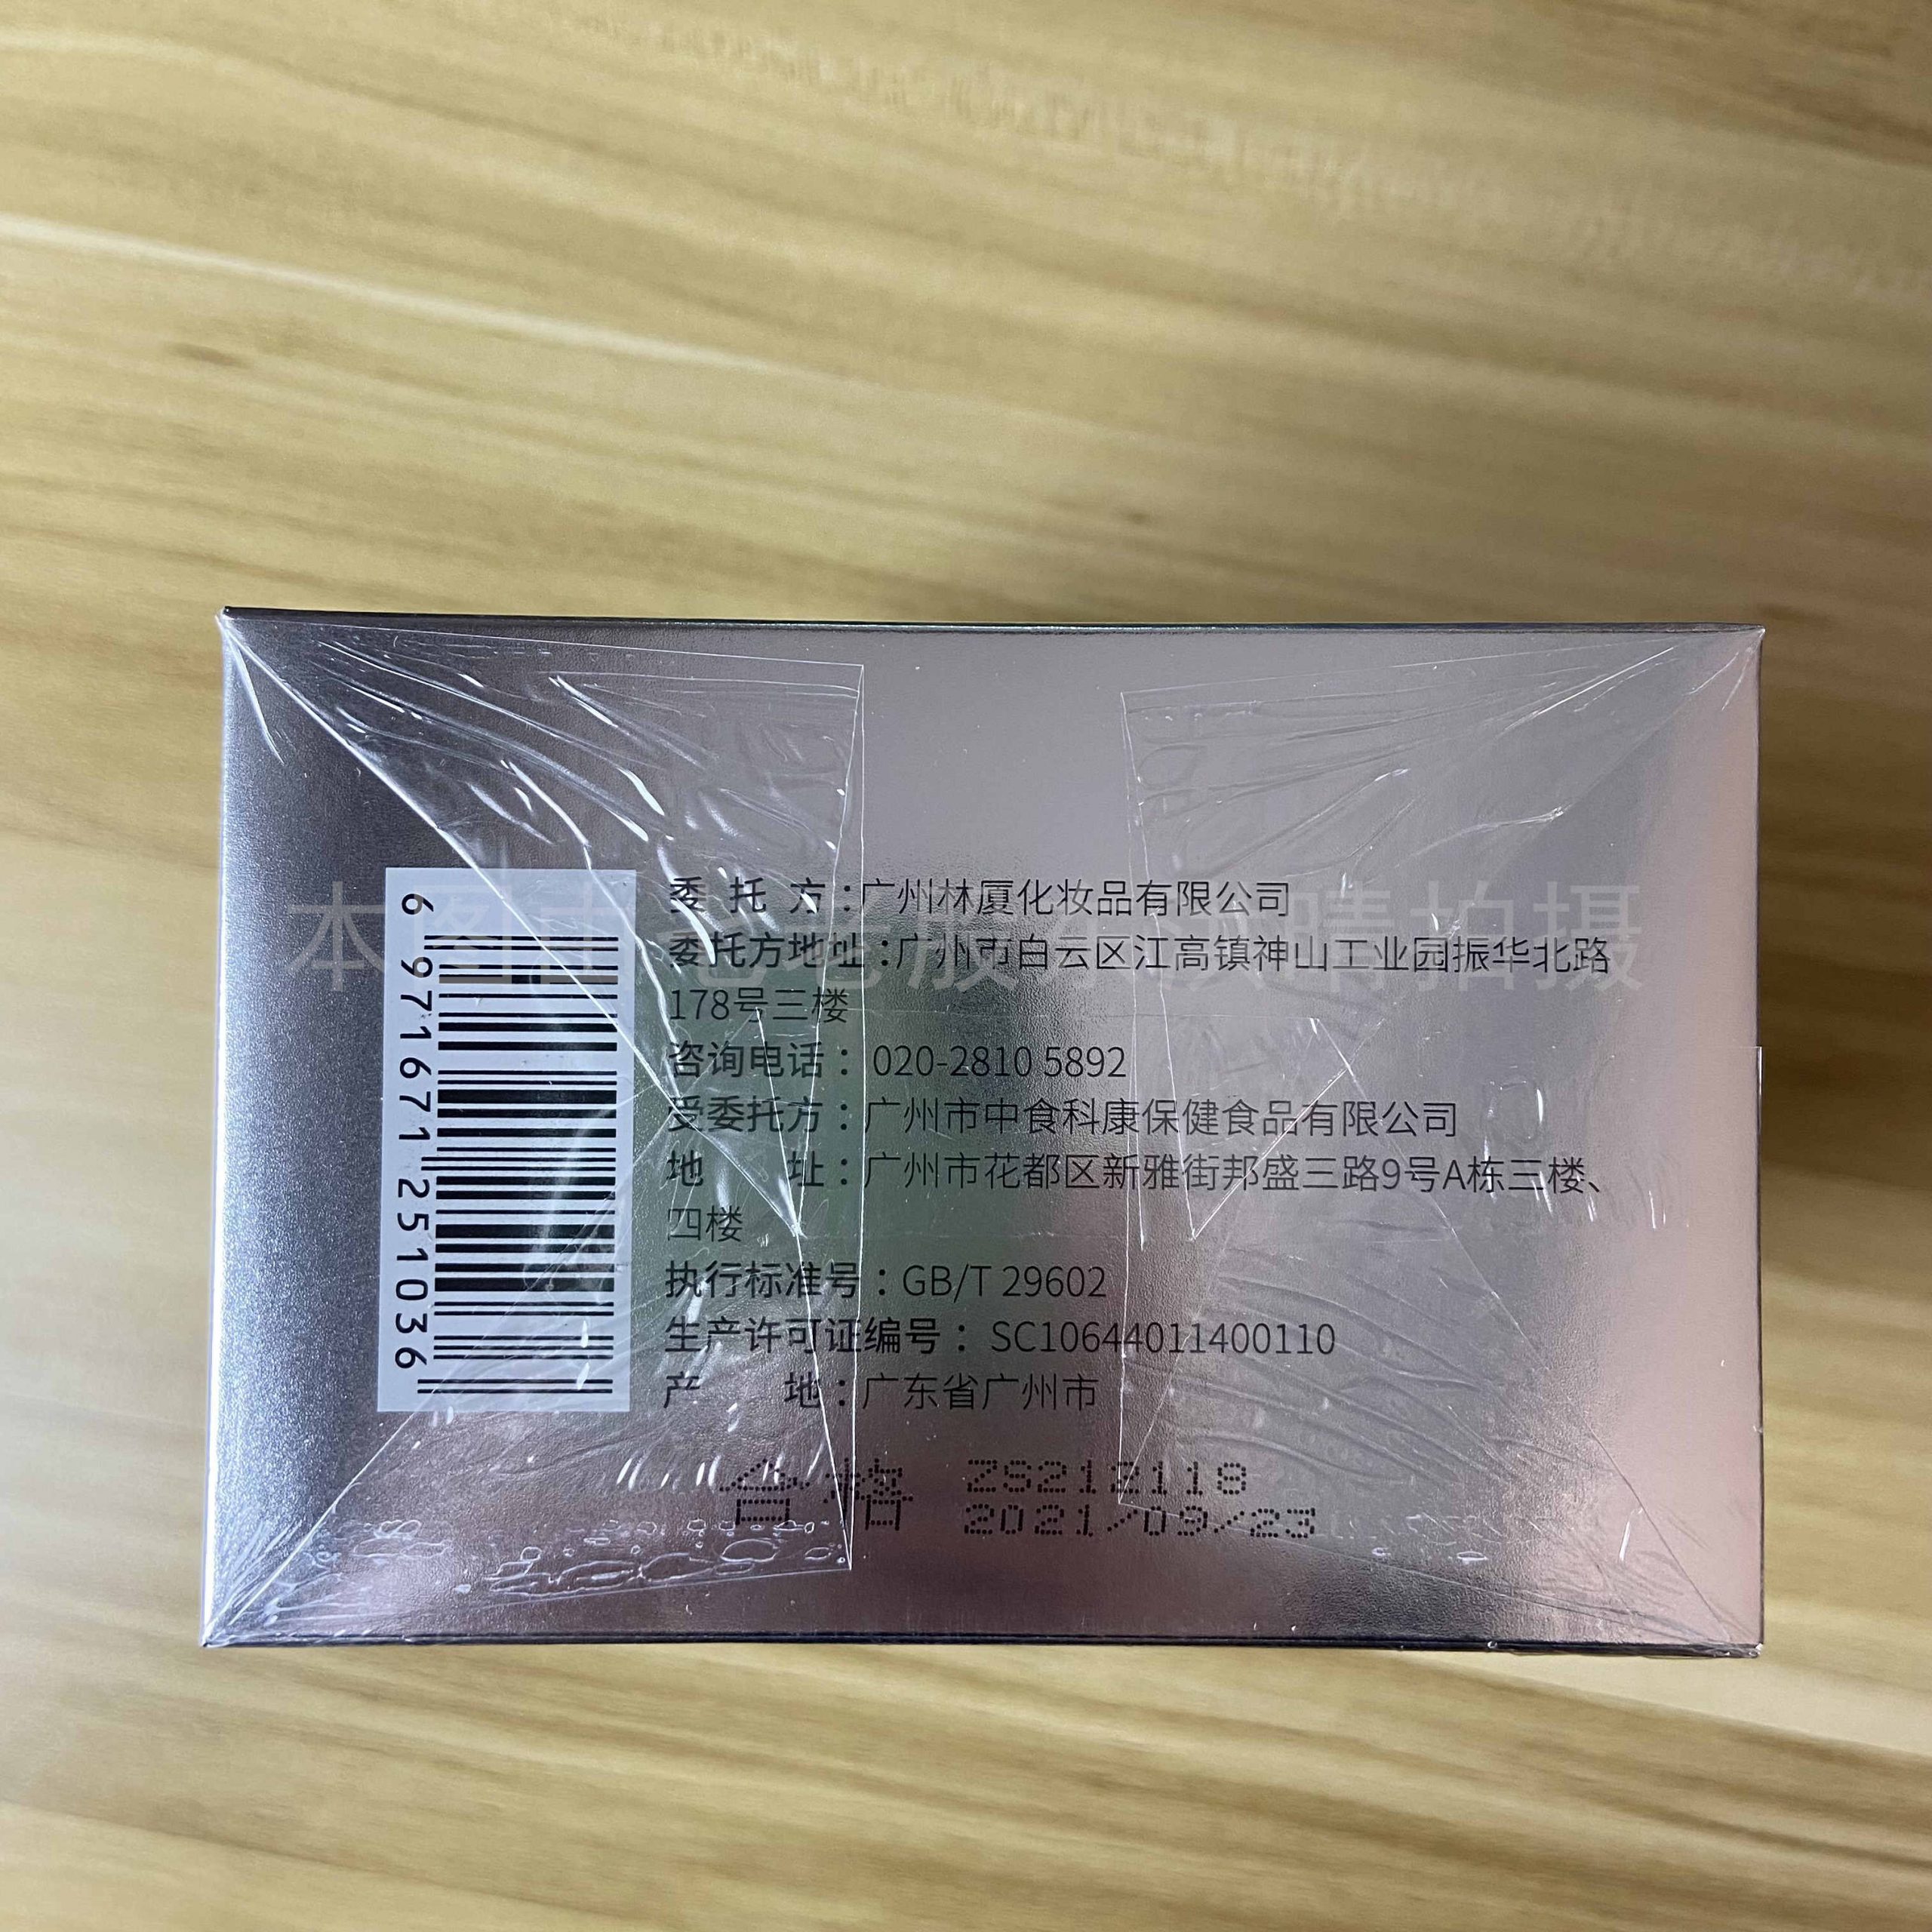 委托方：广州林厦化妆品有限公司
委托方地址：广州市白云区江高镇神山工业园振华北路
178号三楼
咨询电话：020-2810 5892
受委托方：广州市中食科康保健食品有限公司
地址：广州市花都区新雅街邦盛三路9号A栋三楼、
四楼
执行标准号：GB/T 29602
生产许可证编号：SC10644011400110
产地：广东省广州市
合格 ZS212118
2021/09/23
6 971671 251036